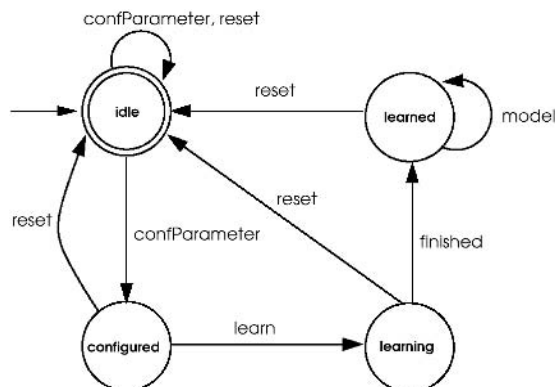 confParameter, reset
idle
reset
learned
model
reset
reset
confParameter
finished
configured
learn
learning